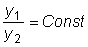 y₁/y₂ = Const